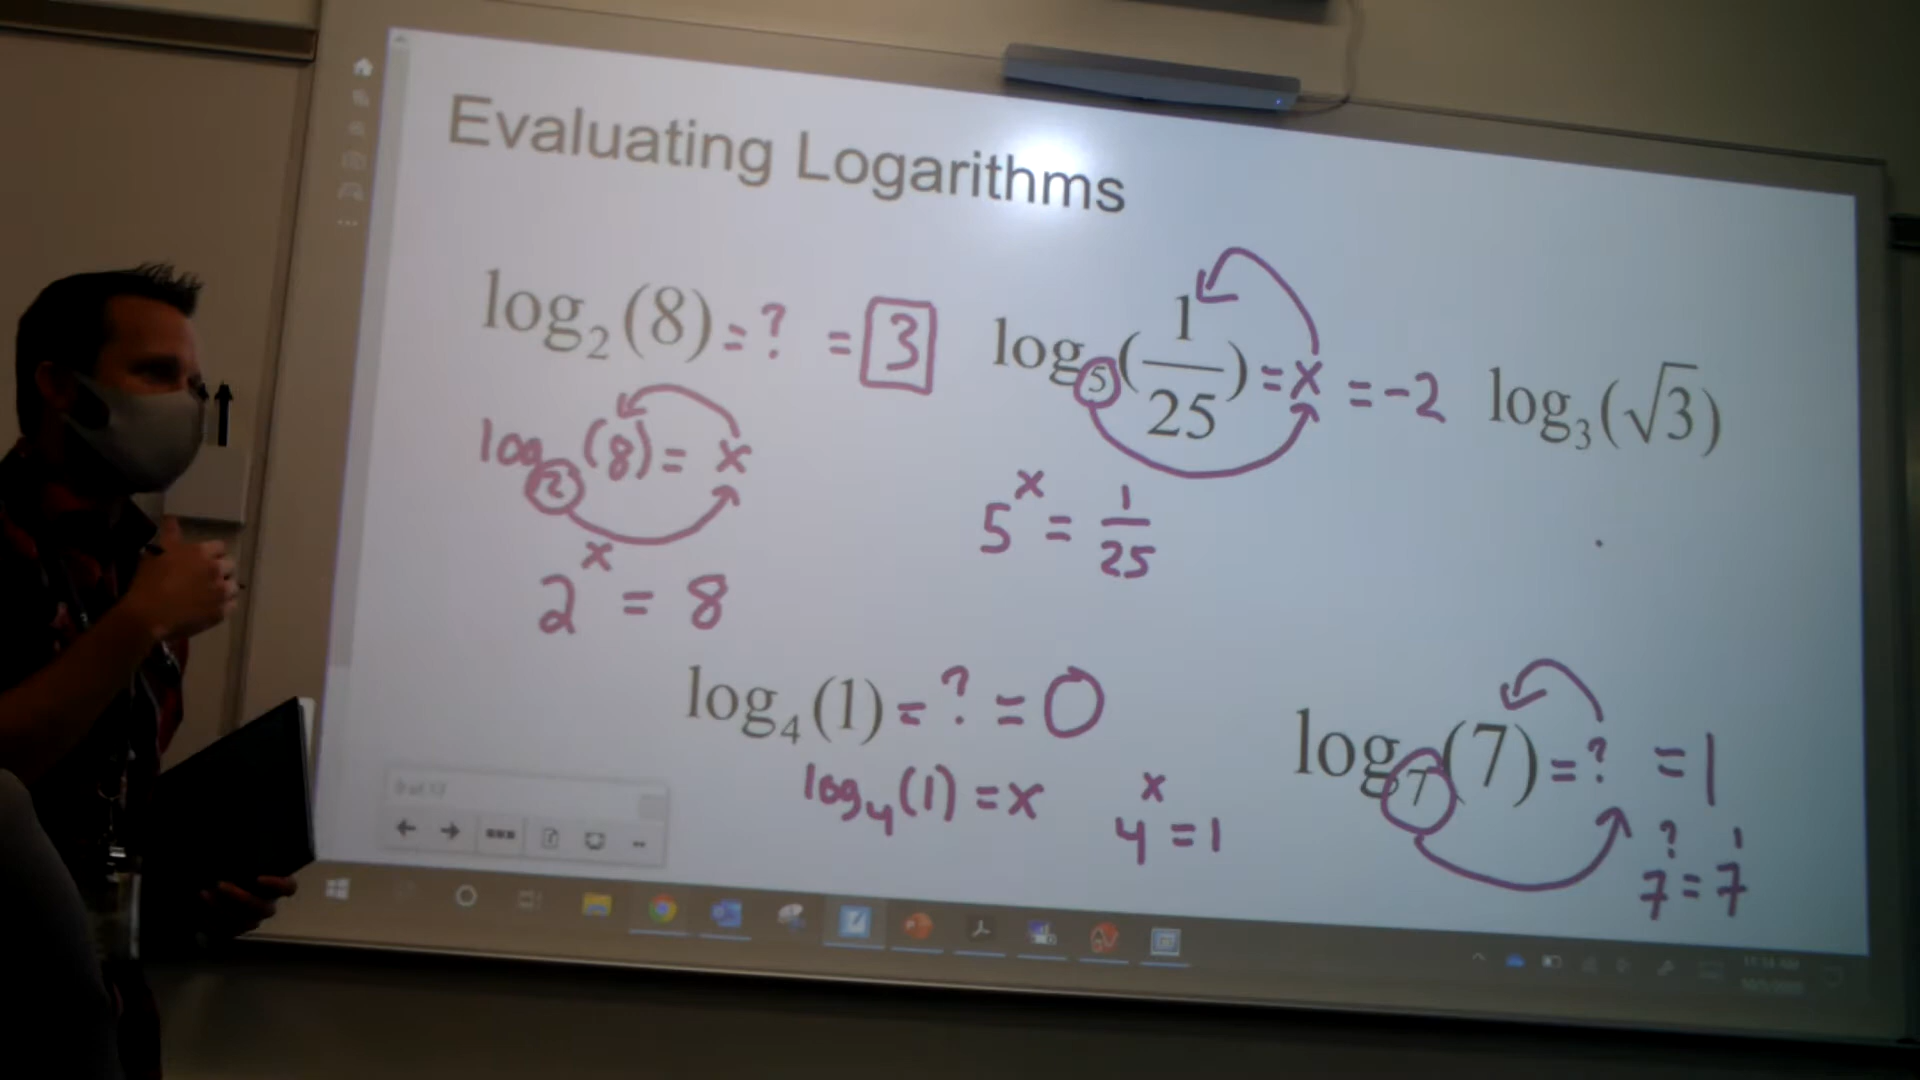 Evaluating Logarithms
log₂(8) = ? = 3
log₂(8) = x
2ˣ = 8
log₅(1/25) = x = -2
5ˣ = 1/25
log₃(√3)
log₄(1) = ? = 0
log₄(1) = x
4ˣ = 1
log₇(7) = ? = 1
7^? = 7¹